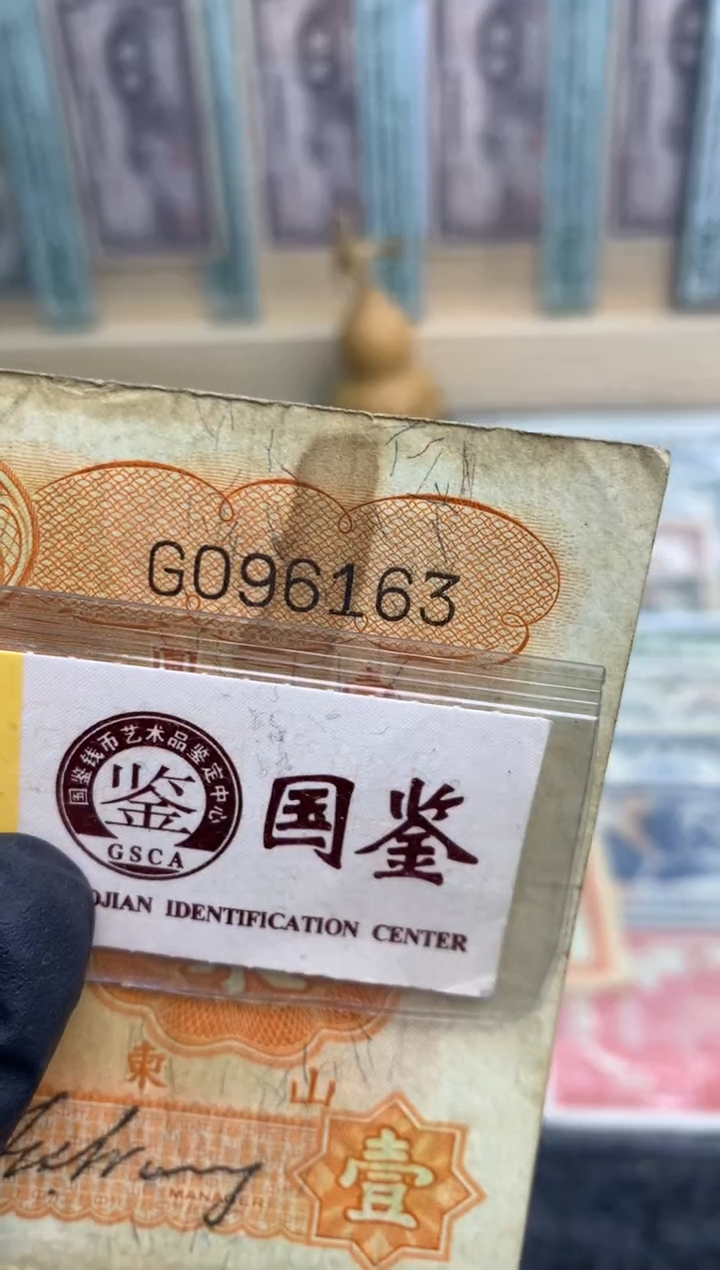 G096163
圓
国鉴钱币艺术品鉴定中心
鉴
GSCA
国鉴
JIAN IDENTIFICATION CENTER
東 山
MANAGER
壹